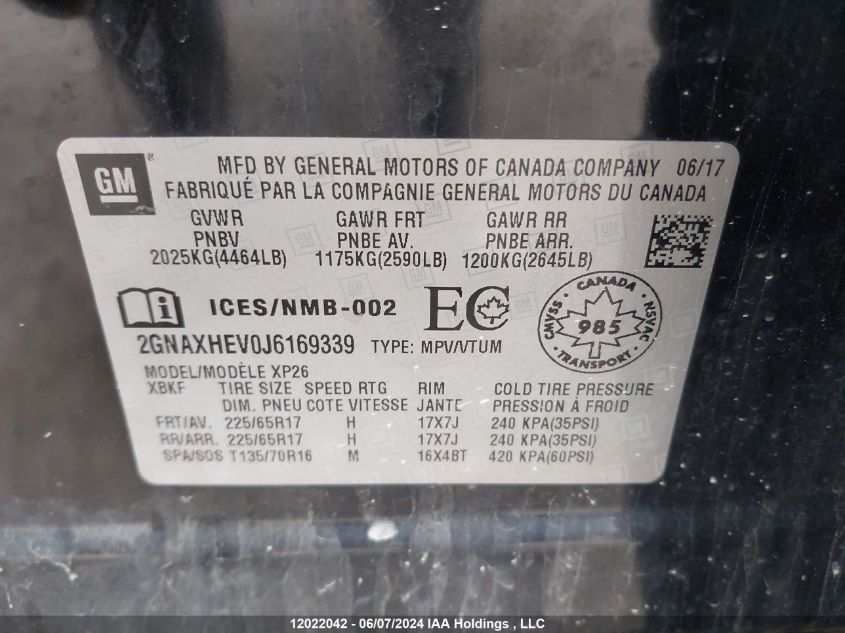 GM
MFD BY GENERAL MOTORS OF CANADA COMPANY 06/17
FABRIQUÉ PAR LA COMPAGNIE GENERAL MOTORS DU CANADA
GVWR GAWR FRT GAWR RR
PNBV PNBE AV. PNBE ARR.
2025KG(4464LB) 1175KG(2590LB) 1200KG(2645LB)
i ICES/NMB-002 EC
CANADA
CMVSS 985 NSVAC
TRANSPORT
2GNAXHEV0J6169339 TYPE: MPV/VTUM
MODEL/MODÈLE XP26
XBKF TIRE SIZE SPEED RTG RIM COLD TIRE PRESSURE
DIM. PNEU COTE VITESSE JANTE PRESSION À FROID
FRT/AV. 225/65R17 H 17X7J 240 KPA(35PSI)
RR/ARR. 225/65R17 H 17X7J 240 KPA(35PSI)
SPA/SOS T135/70R16 M 16X4BT 420 KPA(60PSI)
12022042 - 06/07/2024 IAA Holdings, LLC